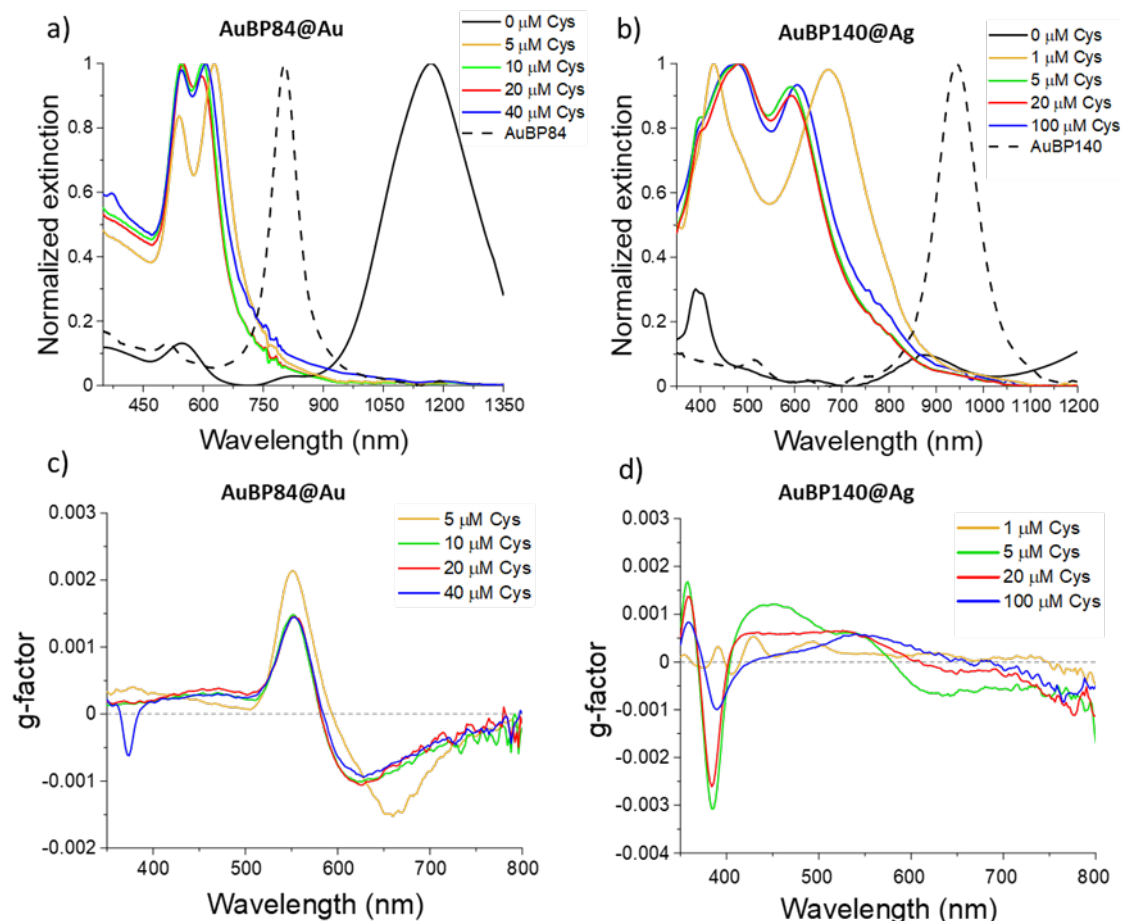 a)
AuBP84@Au
0 μM Cys
5 μM Cys
10 μM Cys
20 μM Cys
40 μM Cys
AuBP84
Normalized extinction
1
0.8
0.6
0.4
0.2
0
450 600 750 900 1050 1200 1350
Wavelength (nm)
b)
AuBP140@Ag
0 μM Cys
1 μM Cys
5 μM Cys
20 μM Cys
100 μM Cys
AuBP140
Normalized extinction
1
0.8
0.6
0.4
0.2
0
400 500 600 700 800 900 1000 1100 1200
Wavelength (nm)
c)
AuBP84@Au
5 μM Cys
10 μM Cys
20 μM Cys
40 μM Cys
g-factor
0.003
0.002
0.001
0
-0.001
-0.002
400 500 600 700 800
Wavelength (nm)
d)
AuBP140@Ag
1 μM Cys
5 μM Cys
20 μM Cys
100 μM Cys
g-factor
0.003
0.002
0.001
0
-0.001
-0.002
-0.003
-0.004
400 500 600 700 800
Wavelength (nm)